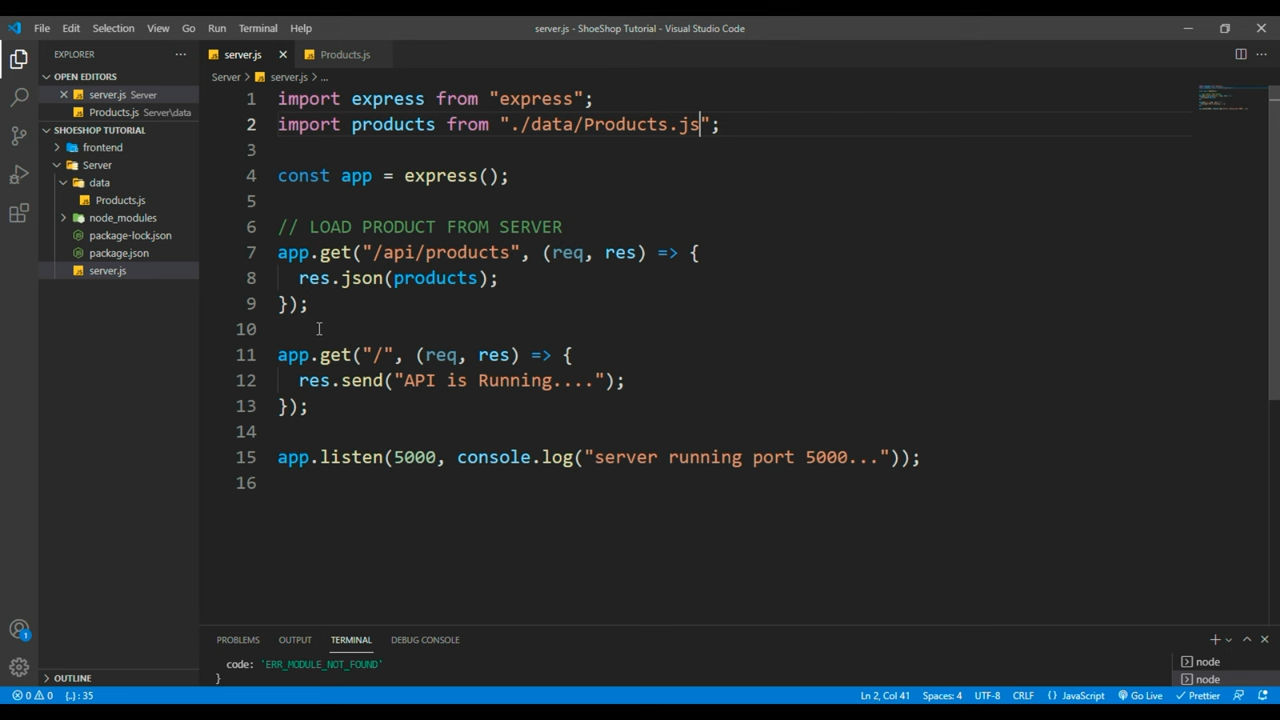 File Edit Selection View Go Run Terminal Help
server.js - ShoeShop Tutorial - Visual Studio Code
EXPLORER
OPEN EDITORS
server.js Server
Products.js Server\data
SHOESHOP TUTORIAL
frontend
Server
data
Products.js
node_modules
package-lock.json
package.json
server.js
OUTLINE
server.js
Products.js
Server > server.js > ...
1 import express from "express";
2 import products from "./data/Products.js";
3
4 const app = express();
5
6 // LOAD PRODUCT FROM SERVER
7 app.get("/api/products", (req, res) => {
8 res.json(products);
9 });
10
11 app.get("/", (req, res) => {
12 res.send("API is Running....");
13 });
14
15 app.listen(5000, console.log("server running port 5000..."));
16
PROBLEMS OUTPUT TERMINAL DEBUG CONSOLE
code: 'ERR_MODULE_NOT_FOUND'
}
node
node
1
0 0 {..} : 35
Ln 2, Col 41 Spaces: 4 UTF-8 CRLF {} JavaScript Go Live Prettier